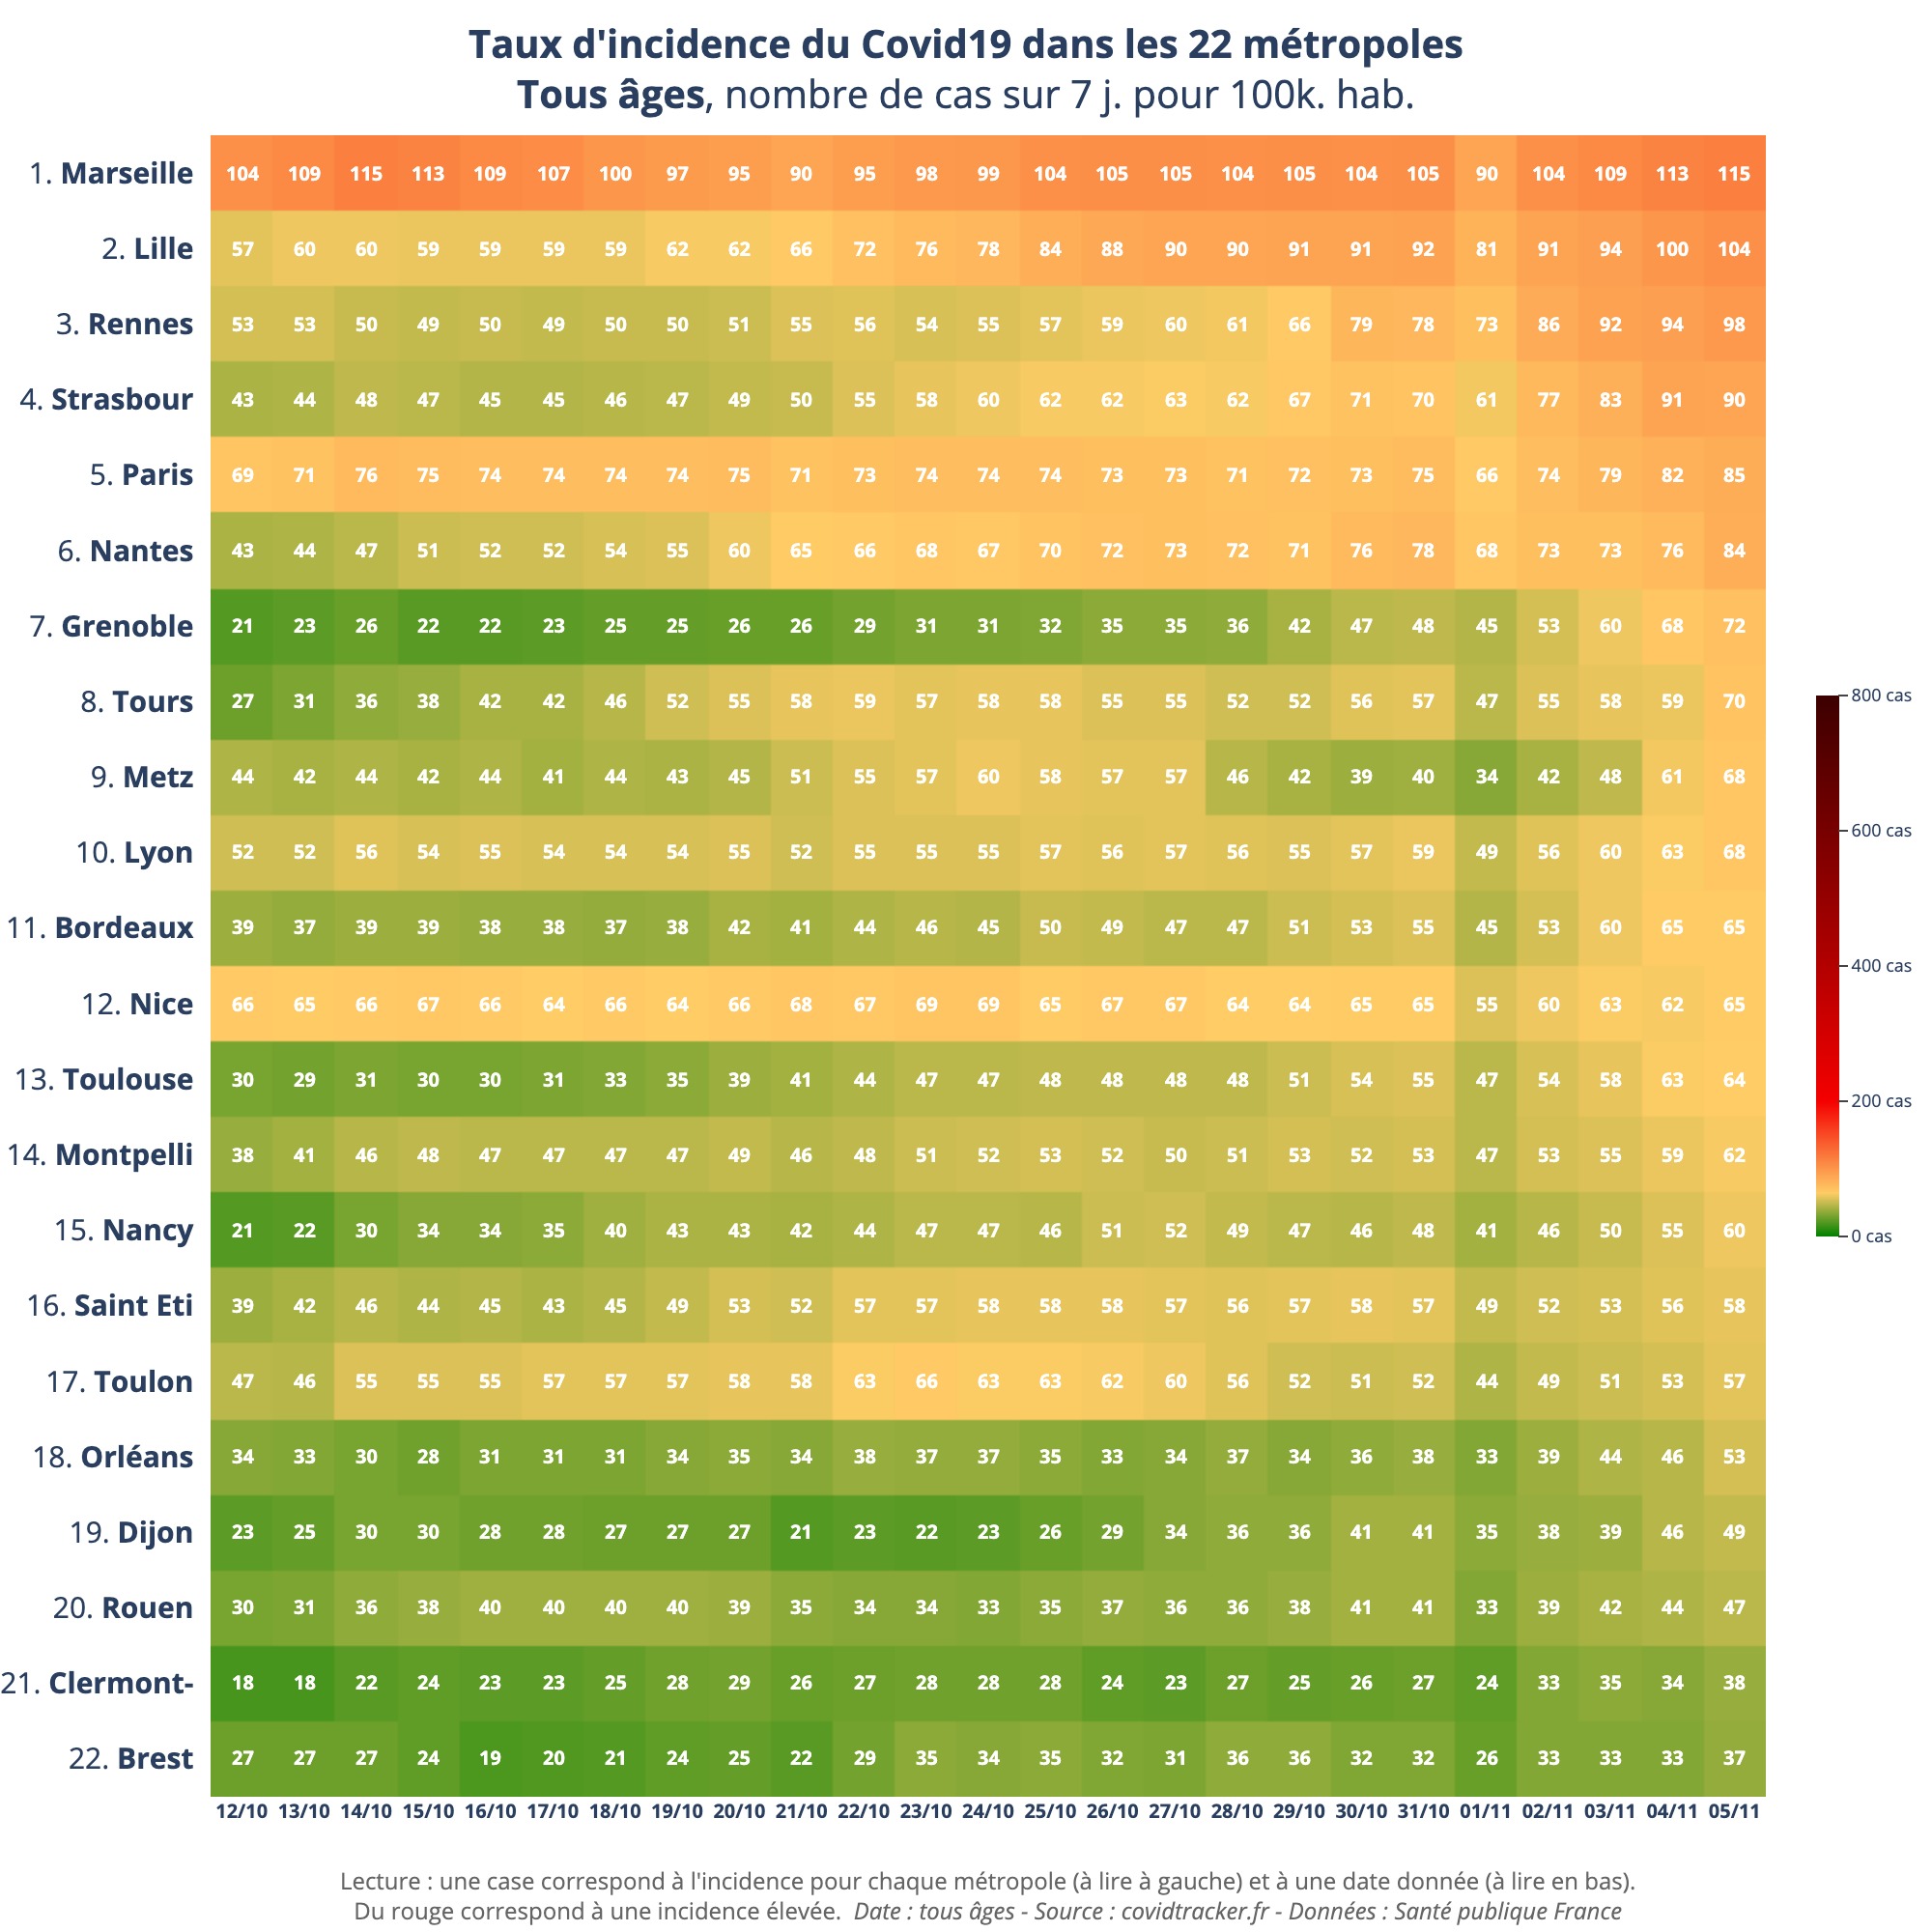 Taux d'incidence du Covid19 dans les 22 métropoles
Tous âges, nombre de cas sur 7 j. pour 100k. hab.
1. Marseille 104 109 115 113 109 107 100 97 95 90 95 98 99 104 105 105 104 105 104 105 90 104 109 113 115
2. Lille 57 60 60 59 59 59 59 62 62 66 72 76 78 84 88 90 90 91 91 92 81 91 94 100 104
3. Rennes 53 53 50 49 50 49 50 50 51 55 56 54 55 57 59 60 61 66 79 78 73 86 92 94 98
4. Strasbour 43 44 48 47 45 45 46 47 49 50 55 58 60 62 62 63 62 67 71 70 61 77 83 91 90
5. Paris 69 71 76 75 74 74 74 74 75 71 73 74 74 74 73 73 71 72 73 75 66 74 79 82 85
6. Nantes 43 44 47 51 52 52 54 55 60 65 66 68 67 70 72 73 72 71 76 78 68 73 73 76 84
7. Grenoble 21 23 26 22 22 23 25 25 26 26 29 31 31 32 35 35 36 42 47 48 45 53 60 68 72
8. Tours 27 31 36 38 42 42 46 52 55 58 59 57 58 58 55 55 52 52 56 57 47 55 58 59 70
9. Metz 44 42 44 42 44 41 44 43 45 51 55 57 60 58 57 57 46 42 39 40 34 42 48 61 68
10. Lyon 52 52 56 54 55 54 54 54 55 52 55 55 55 57 56 57 56 55 57 59 49 56 60 63 68
11. Bordeaux 39 37 39 39 38 38 37 38 42 41 44 46 45 50 49 47 47 51 53 55 45 53 60 65 65
12. Nice 66 65 66 67 66 64 66 64 66 68 67 69 69 65 67 67 64 64 65 65 55 60 63 62 65
13. Toulouse 30 29 31 30 30 31 33 35 39 41 44 47 47 48 48 48 48 51 54 55 47 54 58 63 64
14. Montpelli 38 41 46 48 47 47 47 47 49 46 48 51 52 53 52 50 51 53 52 53 47 53 55 59 62
15. Nancy 21 22 30 34 34 35 40 43 43 42 44 47 47 46 51 52 49 47 46 48 41 46 50 55 60
16. Saint Eti 39 42 46 44 45 43 45 49 53 52 57 57 58 58 58 57 56 57 58 57 49 52 53 56 58
17. Toulon 47 46 55 55 55 57 57 57 58 58 63 66 63 63 62 60 56 52 51 52 44 49 51 53 57
18. Orléans 34 33 30 28 31 31 31 34 35 34 38 37 37 35 33 34 37 34 36 38 33 39 44 46 53
19. Dijon 23 25 30 30 28 28 27 27 27 21 23 22 23 26 29 34 36 36 41 41 35 38 39 46 49
20. Rouen 30 31 36 38 40 40 40 40 39 35 34 34 33 35 37 36 36 38 41 41 33 39 42 44 47
21. Clermont- 18 18 22 24 23 23 25 28 29 26 27 28 28 28 24 23 27 25 26 27 24 33 35 34 38
22. Brest 27 27 27 24 19 20 21 24 25 22 29 35 34 35 32 31 36 36 32 32 26 33 33 33 37
12/10 13/10 14/10 15/10 16/10 17/10 18/10 19/10 20/10 21/10 22/10 23/10 24/10 25/10 26/10 27/10 28/10 29/10 30/10 31/10 01/11 02/11 03/11 04/11 05/11
800 cas
600 cas
400 cas
200 cas
0 cas
Lecture : une case correspond à l'incidence pour chaque métropole (à lire à gauche) et à une date donnée (à lire en bas).
Du rouge correspond à une incidence élevée. Date : tous âges - Source : covidtracker.fr - Données : Santé publique France